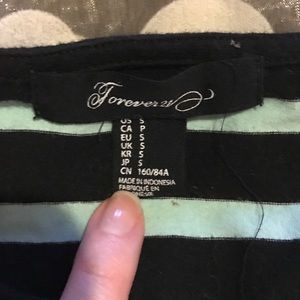 Forever 21
US S
CA P
EU S
UK S
KR S
JP S
CN 160/84A
MADE IN INDONESIA
FABRIQUÉ EN